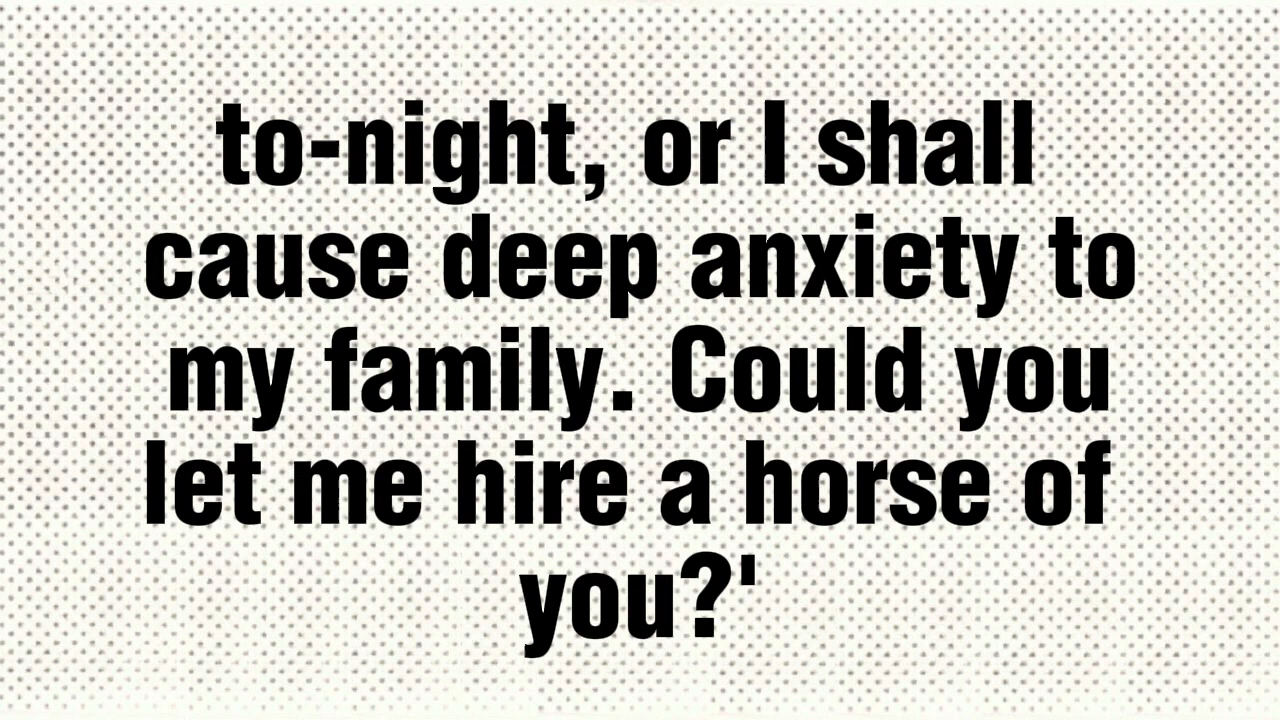 to-night, or I shall
cause deep anxiety to
my family. Could you
let me hire a horse of
you?'